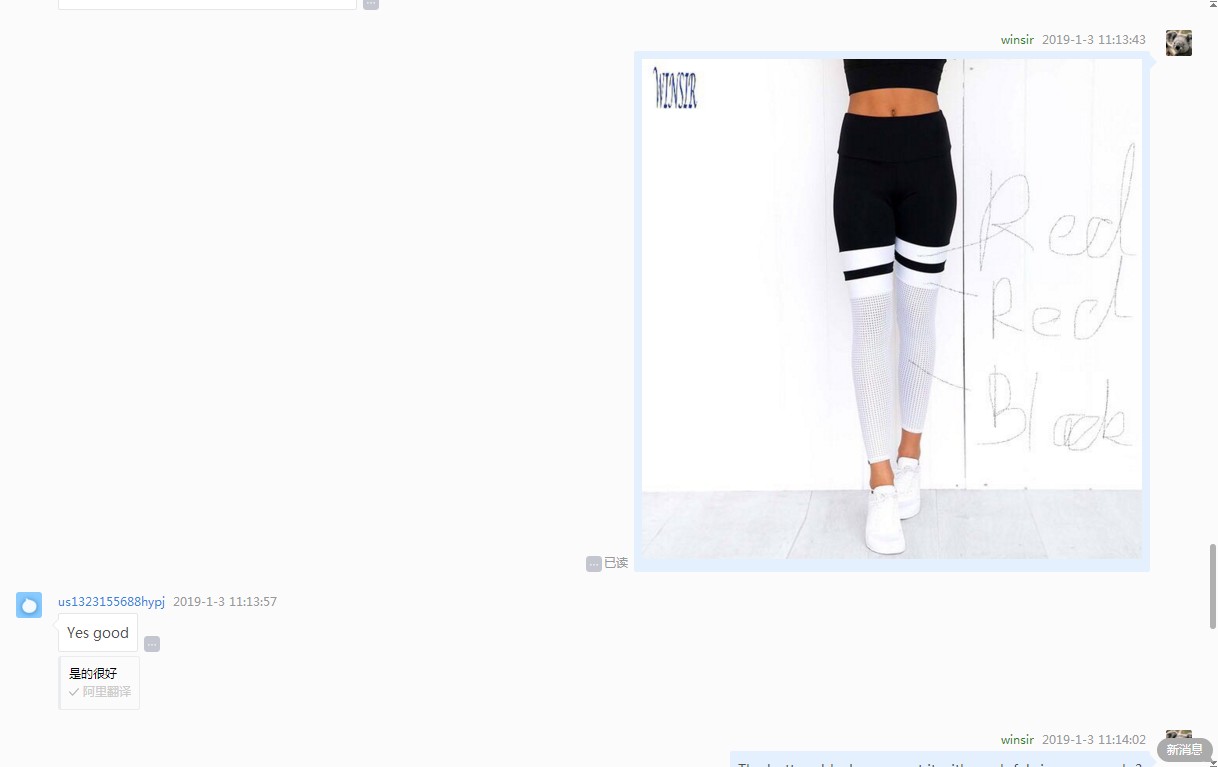 winsir 2019-1-3 11:13:43
WINSIR
Red
Red
Black
已读
us1323155688hypj 2019-1-3 11:13:57
Yes good
是的很好
阿里翻译
winsir 2019-1-3 11:14:02
新消息